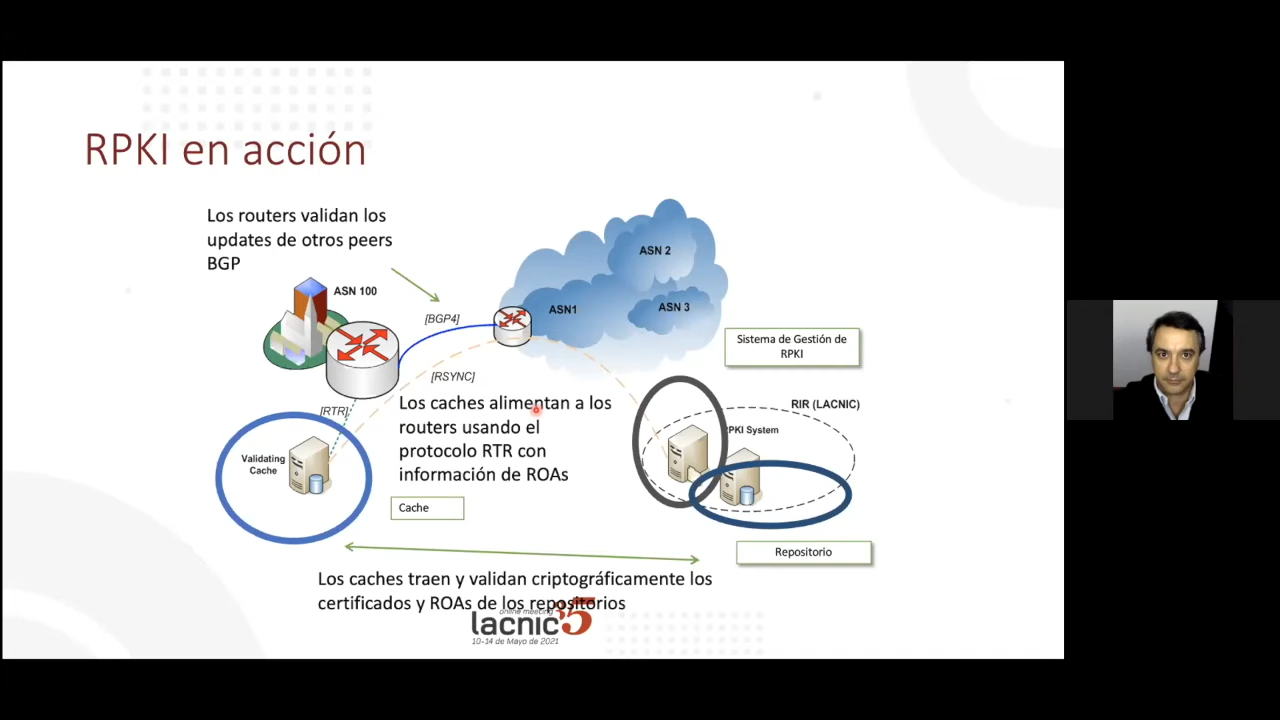 RPKI en acción
Los routers validan los
updates de otros peers
BGP
ASN 100
[BGP4]
ASN 2
ASN1
ASN 3
Sistema de Gestión de
RPKI
[RSYNC]
[RTR]
Los caches alimentan a los
routers usando el
protocolo RTR con
información de ROAs
RIR (LACNIC)
RPKI System
Validating
Cache
Cache
Repositorio
Los caches traen y validan criptográficamente los
certificados y ROAs de los repositorios
online meeting
lacnic35
10-14 de Mayo de 2021